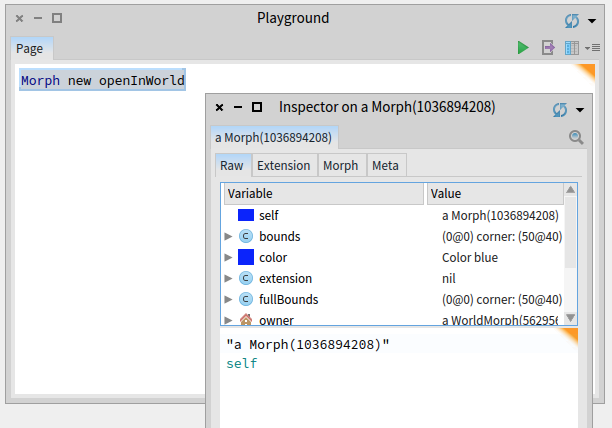 Playground
Page
Morph new openInWorld
Inspector on a Morph(1036894208)
a Morph(1036894208)
Raw Extension Morph Meta
Variable Value
self a Morph(1036894208)
C bounds (0@0) corner: (50@40)
color Color blue
C extension nil
C fullBounds (0@0) corner: (50@40)
owner a WorldMorph(562956
"a Morph(1036894208)"
self